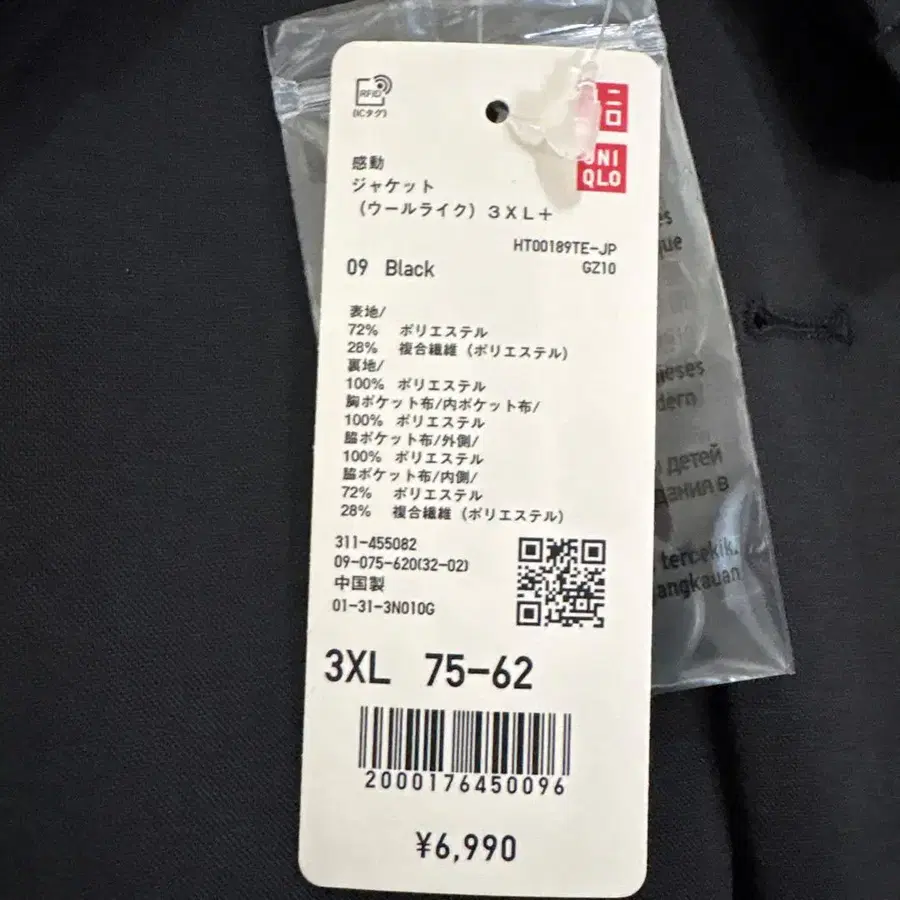 RFID
(ICタグ)
ユニ
クロ
UNI
QLO
感動
ジャケット
(ウールライク) 3XL+
HT00189TE-JP
09 Black
GZ10
表地/
72% ポリエステル
28% 複合繊維 (ポリエステル)
裏地/
100% ポリエステル
胸ポケット布/内ポケット布/
100% ポリエステル
脇ポケット布/外側/
100% ポリエステル
脇ポケット布/内側/
72% ポリエステル
28% 複合繊維 (ポリエステル)
311-455082
09-075-620(32-02)
中国製
01-31-3N010G
3XL 75-62
2000176450096
¥6,990
детей
в